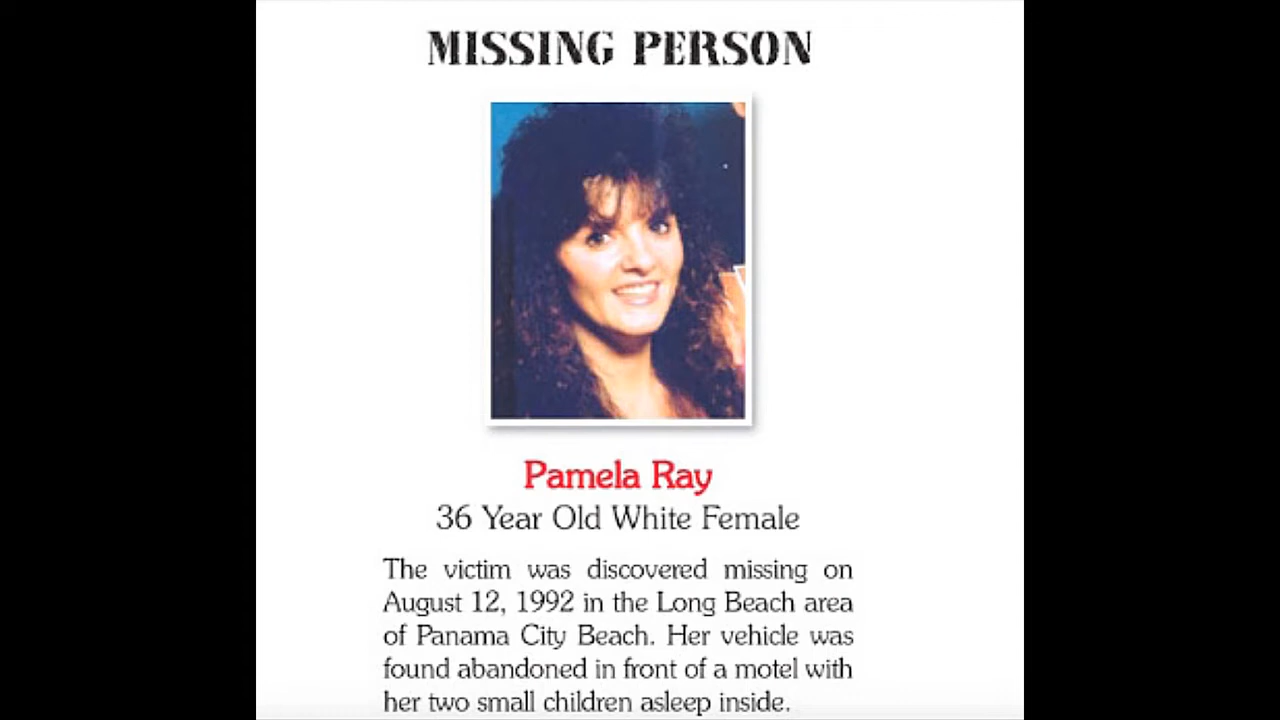 MISSING PERSON
Pamela Ray
36 Year Old White Female
The victim was discovered missing on
August 12, 1992 in the Long Beach area
of Panama City Beach. Her vehicle was
found abandoned in front of a motel with
her two small children asleep inside.